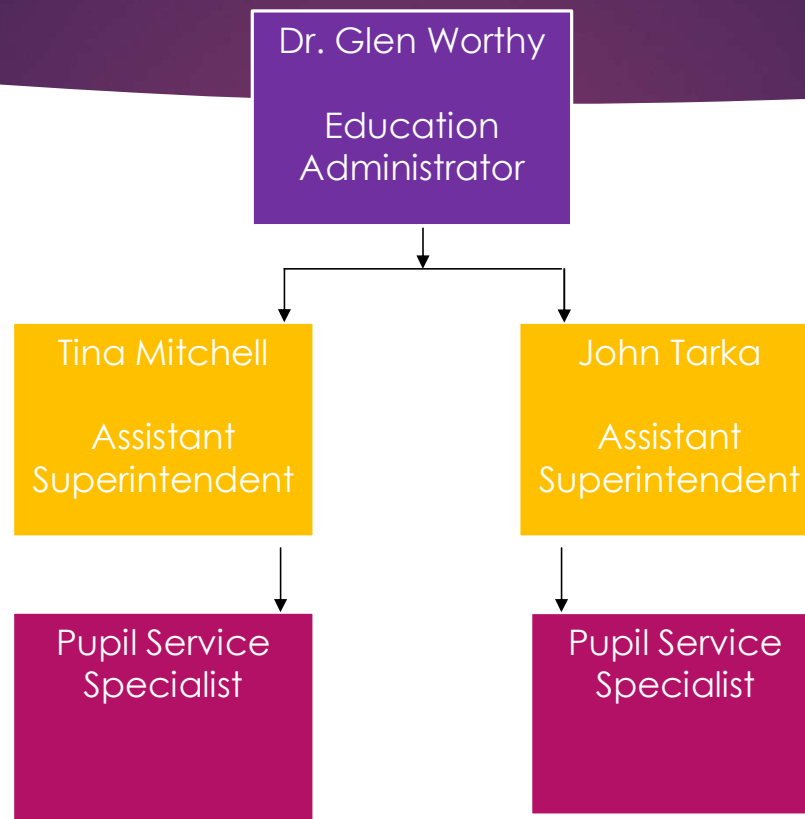 Dr. Glen Worthy
Education
Administrator
Tina Mitchell
Assistant
Superintendent
John Tarka
Assistant
Superintendent
Pupil Service
Specialist
Pupil Service
Specialist